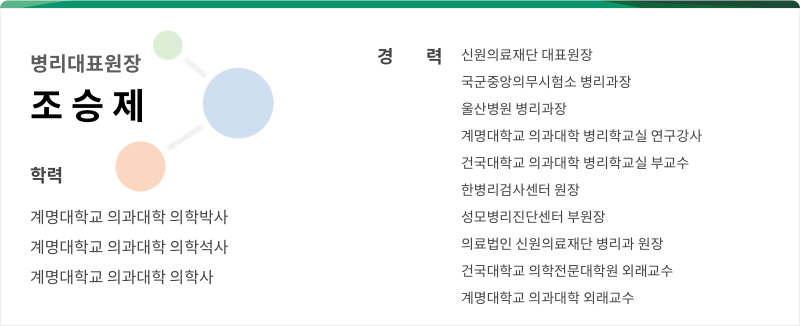 병리대표원장
조승제
학력
계명대학교 의과대학 의학박사
계명대학교 의과대학 의학석사
계명대학교 의과대학 의학사
경 력
신원의료재단 대표원장
국군중앙의무시험소 병리과장
울산병원 병리과장
계명대학교 의과대학 병리학교실 연구강사
건국대학교 의과대학 병리학교실 부교수
한병리검사센터 원장
성모병리진단센터 부원장
의료법인 신원의료재단 병리과 원장
건국대학교 의학전문대학원 외래교수
계명대학교 의과대학 외래교수